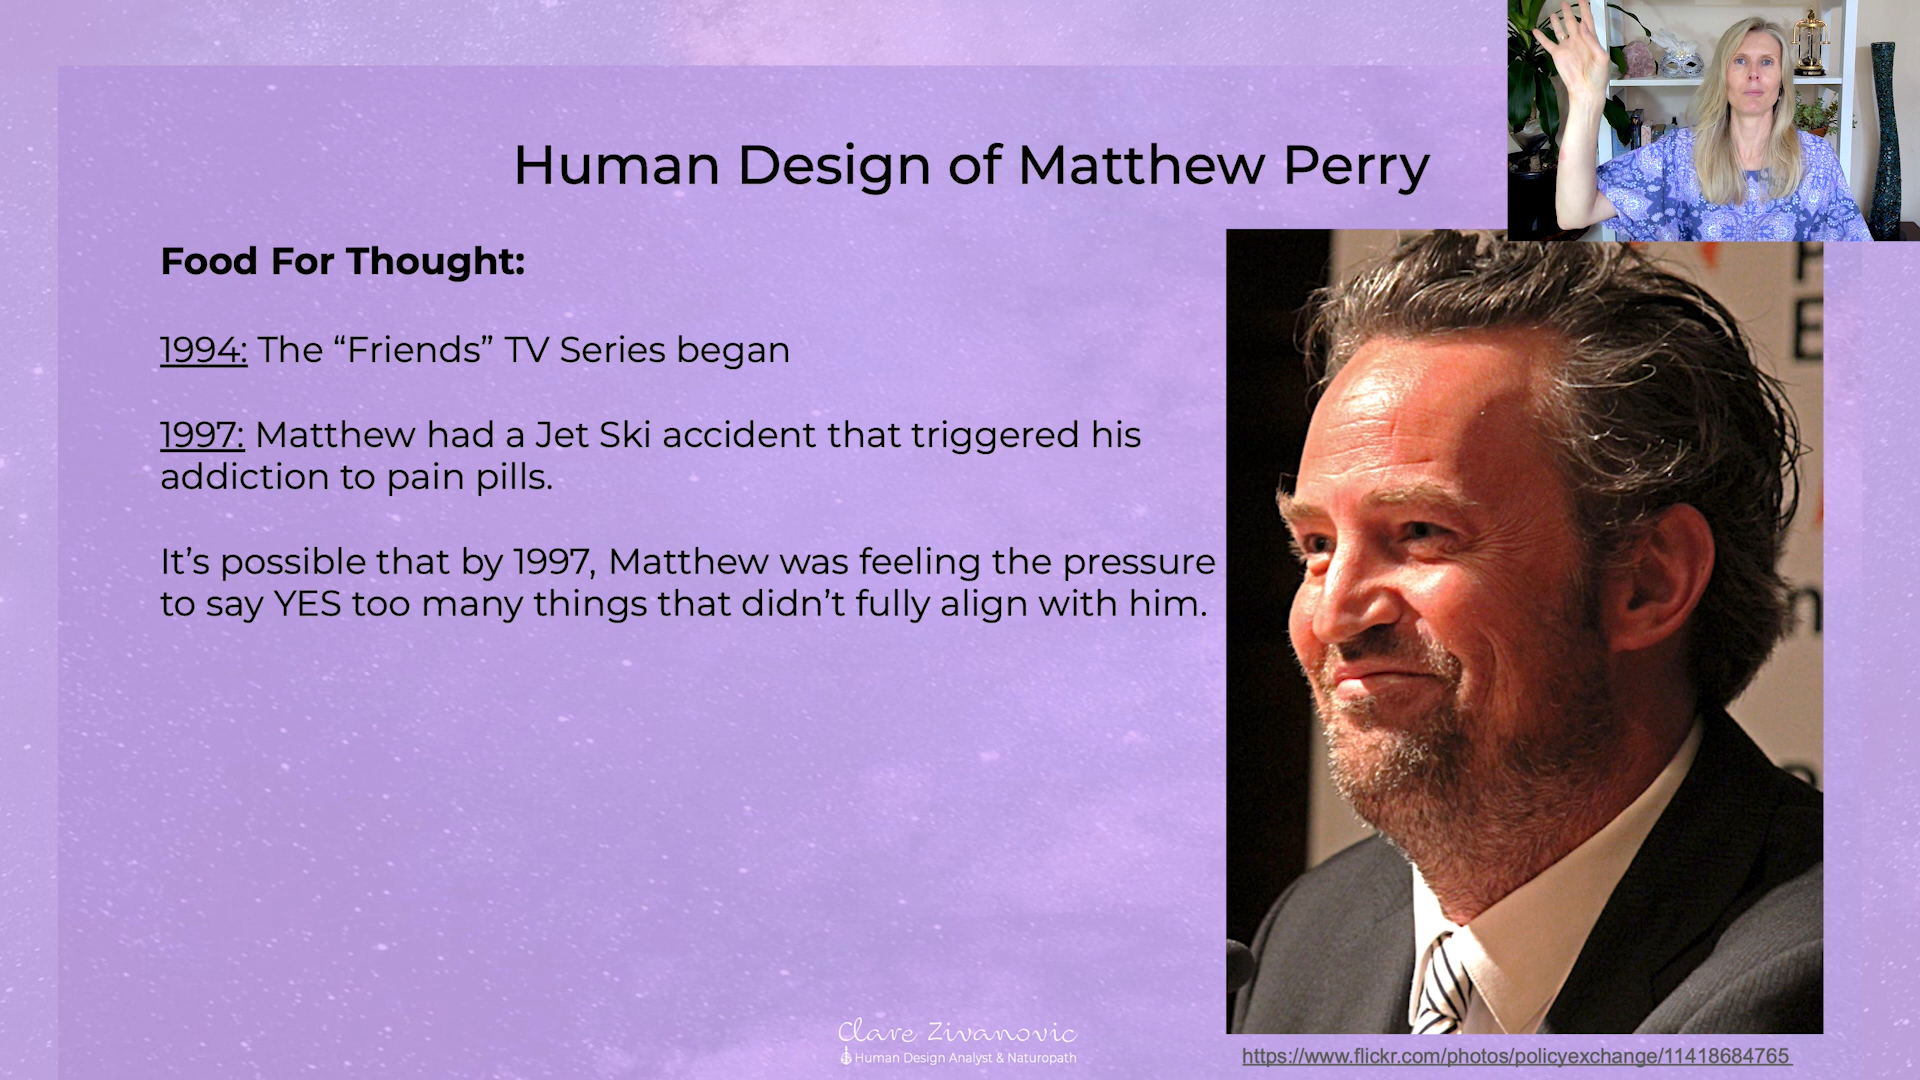 Human Design of Matthew Perry
Food For Thought:
1994: The “Friends” TV Series began
1997: Matthew had a Jet Ski accident that triggered his
addiction to pain pills.
It’s possible that by 1997, Matthew was feeling the pressure
to say YES too many things that didn’t fully align with him.
P
E
n
Clare Zivanovic
Human Design Analyst & Naturopath
https://www.flickr.com/photos/policyexchange/11418684765